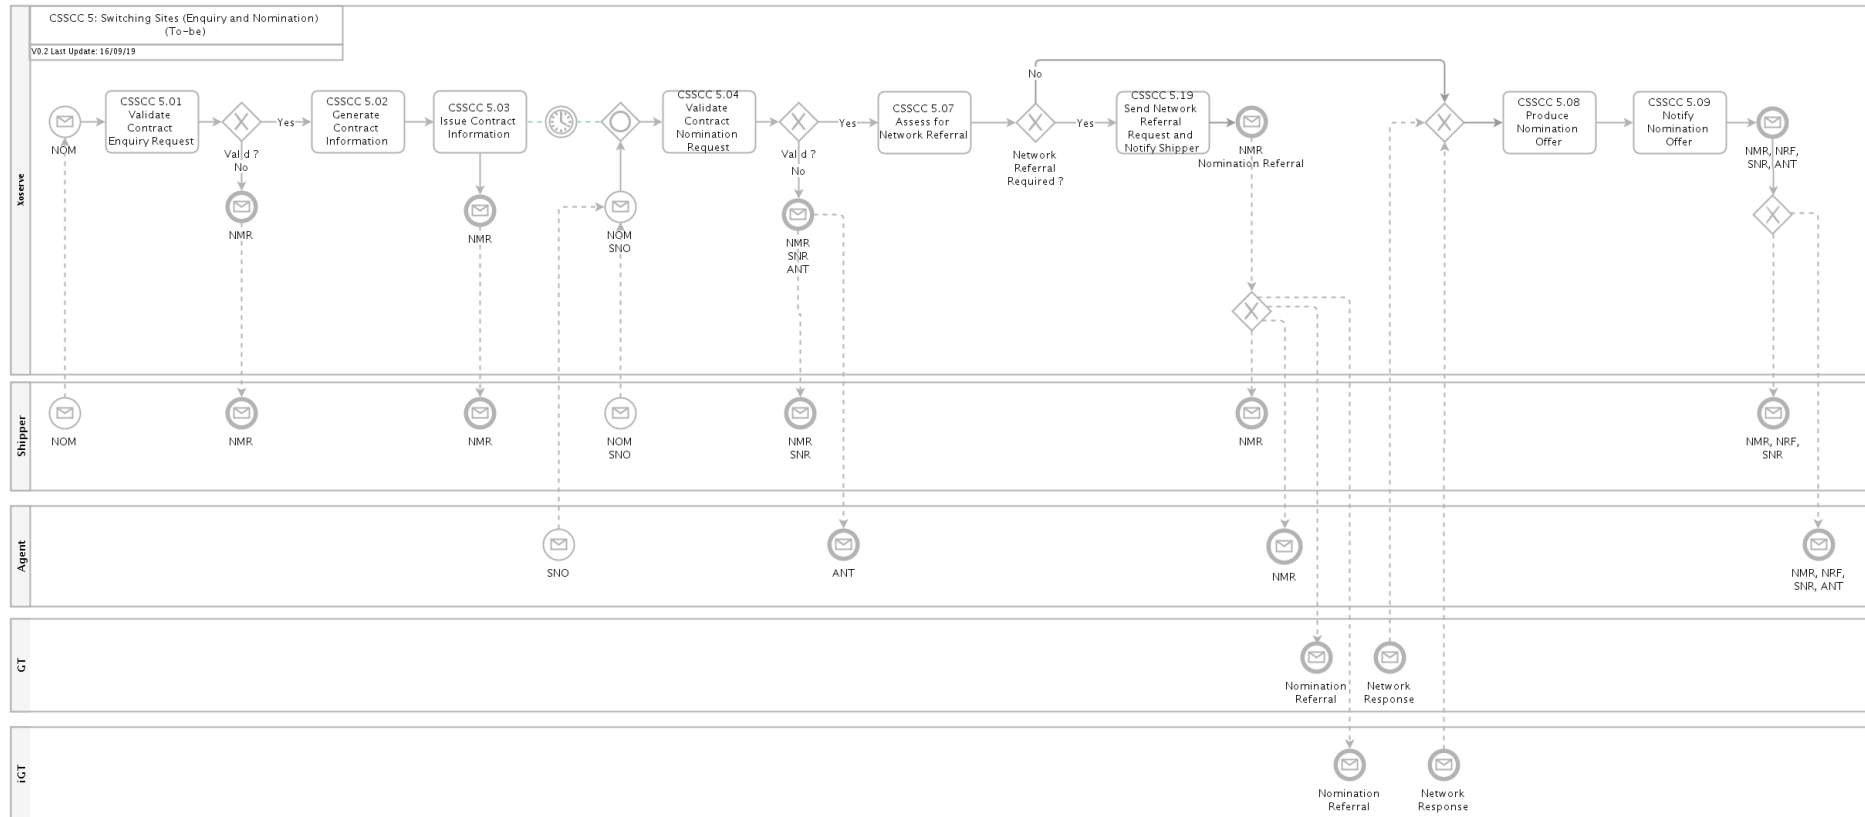 CSSCC 5: Switching Sites (Enquiry and Nomination)
(To-be)
V0.2 Last Update: 16/09/19
Xoserve
NOM
CSSCC 5.01
Validate
Contract
Enquiry Request
Valid ?
No
Yes
NMR
CSSCC 5.02
Generate
Contract
Information
CSSCC 5.03
Issue Contract
Information
NMR
NOM
SNO
CSSCC 5.04
Validate
Contract
Nomination
Request
Valid ?
No
Yes
NMR
SNR
ANT
CSSCC 5.07
Assess for
Network Referral
No
Yes
Network
Referral
Required ?
CSSCC 5.19
Send Network
Referral
Request and
Notify Shipper
NMR
Nomination Referral
CSSCC 5.08
Produce
Nomination
Offer
CSSCC 5.09
Notify
Nomination
Offer
NMR, NRF,
SNR, ANT
Shipper
NOM
NMR
NMR
NOM
SNO
NMR
SNR
NMR
NMR, NRF,
SNR
Agent
SNO
ANT
NMR
NMR, NRF,
SNR, ANT
GT
Nomination
Referral
Network
Response
iGT
Nomination
Referral
Network
Response